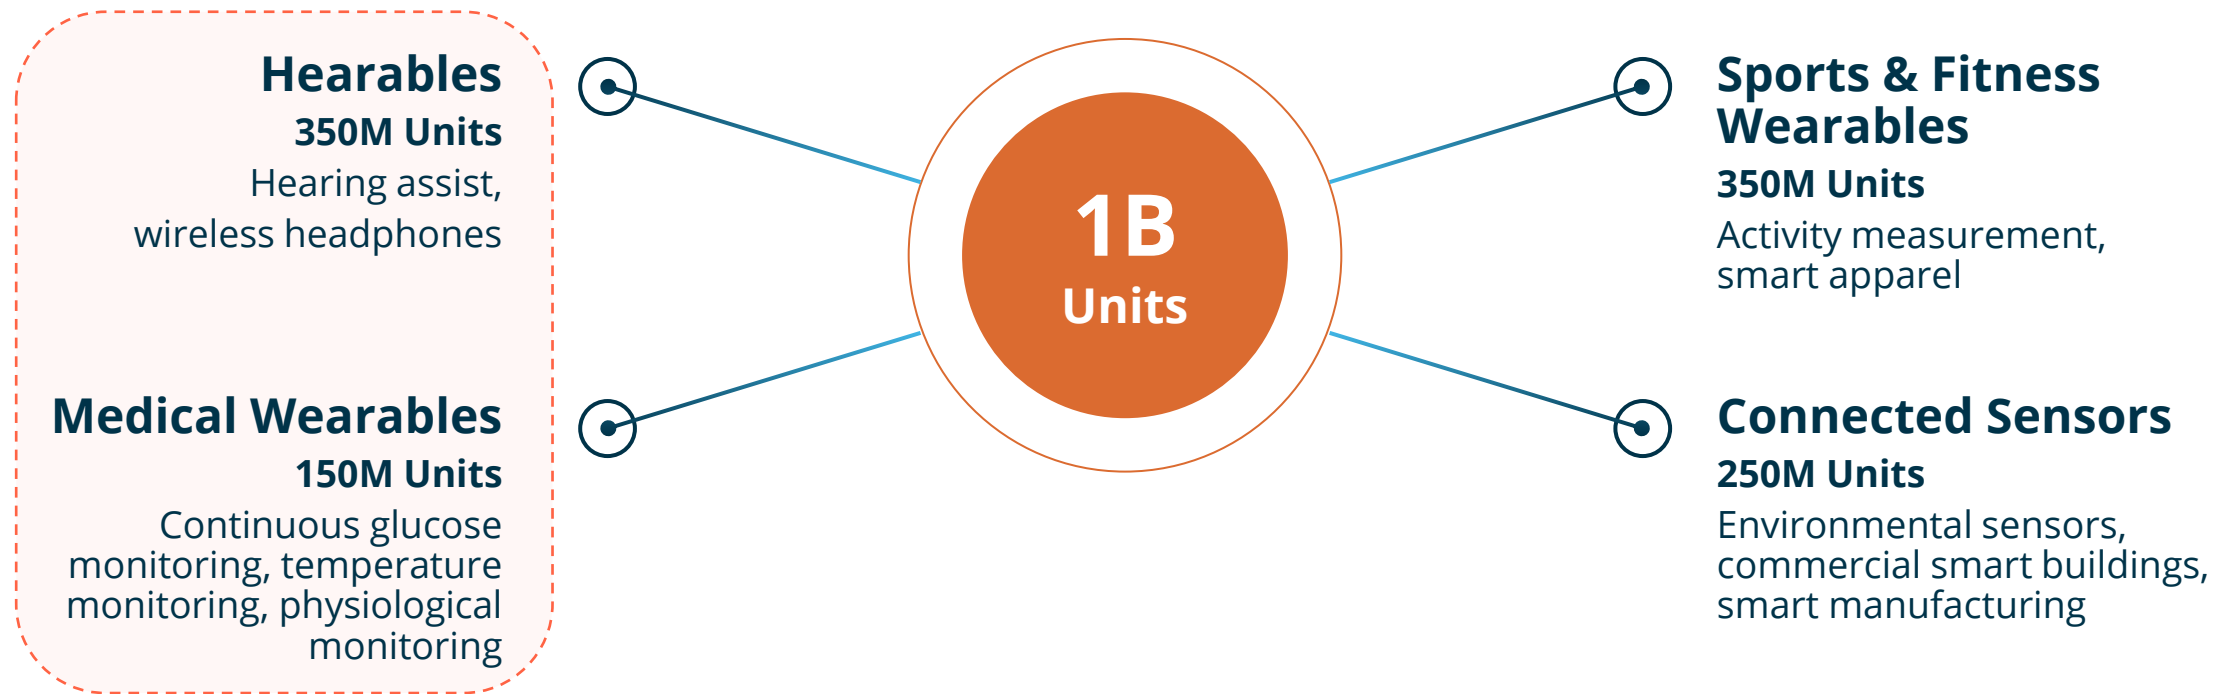 Hearables
350M Units
Hearing assist,
wireless headphones
Medical Wearables
150M Units
Continuous glucose
monitoring, temperature
monitoring, physiological
monitoring
1B
Units
Sports & Fitness
Wearables
350M Units
Activity measurement,
smart apparel
Connected Sensors
250M Units
Environmental sensors,
commercial smart buildings,
smart manufacturing